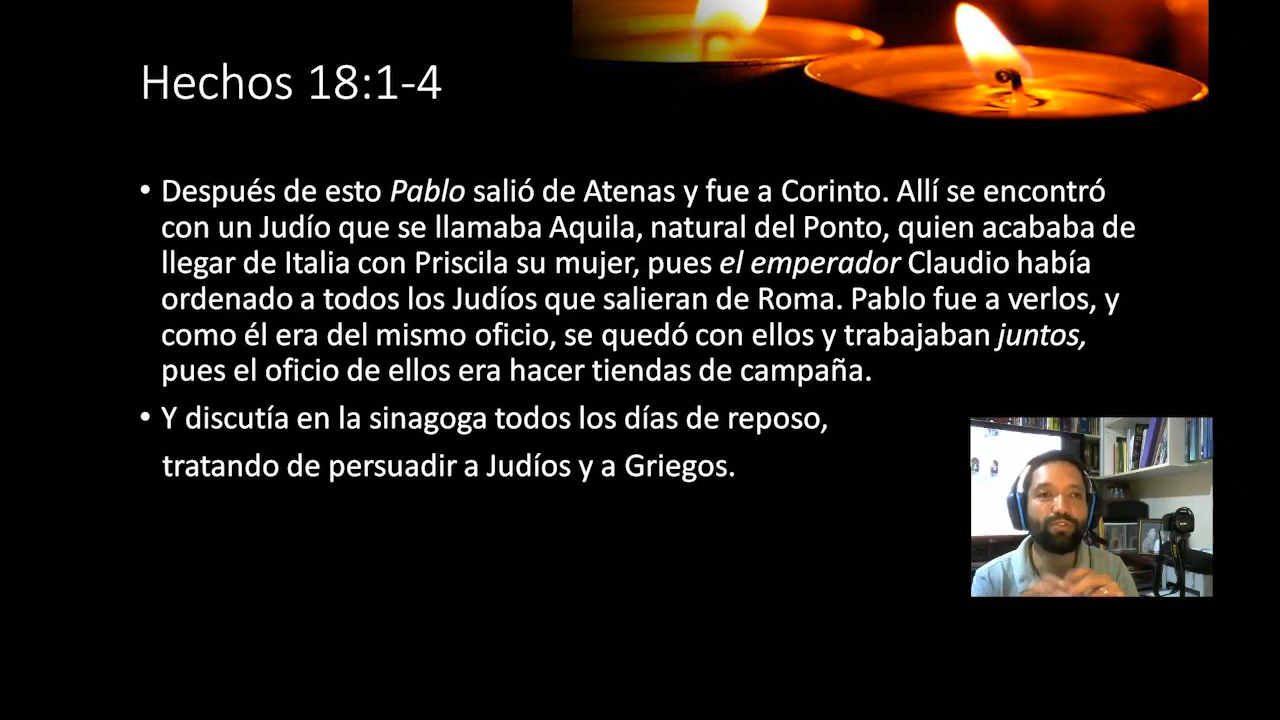 Hechos 18:1-4
• Después de esto Pablo salió de Atenas y fue a Corinto. Allí se encontró
con un Judío que se llamaba Aquila, natural del Ponto, quien acababa de
llegar de Italia con Priscila su mujer, pues el emperador Claudio había
ordenado a todos los Judíos que salieran de Roma. Pablo fue a verlos, y
como él era del mismo oficio, se quedó con ellos y trabajaban juntos,
pues el oficio de ellos era hacer tiendas de campaña.
• Y discutía en la sinagoga todos los días de reposo,
tratando de persuadir a Judíos y a Griegos.